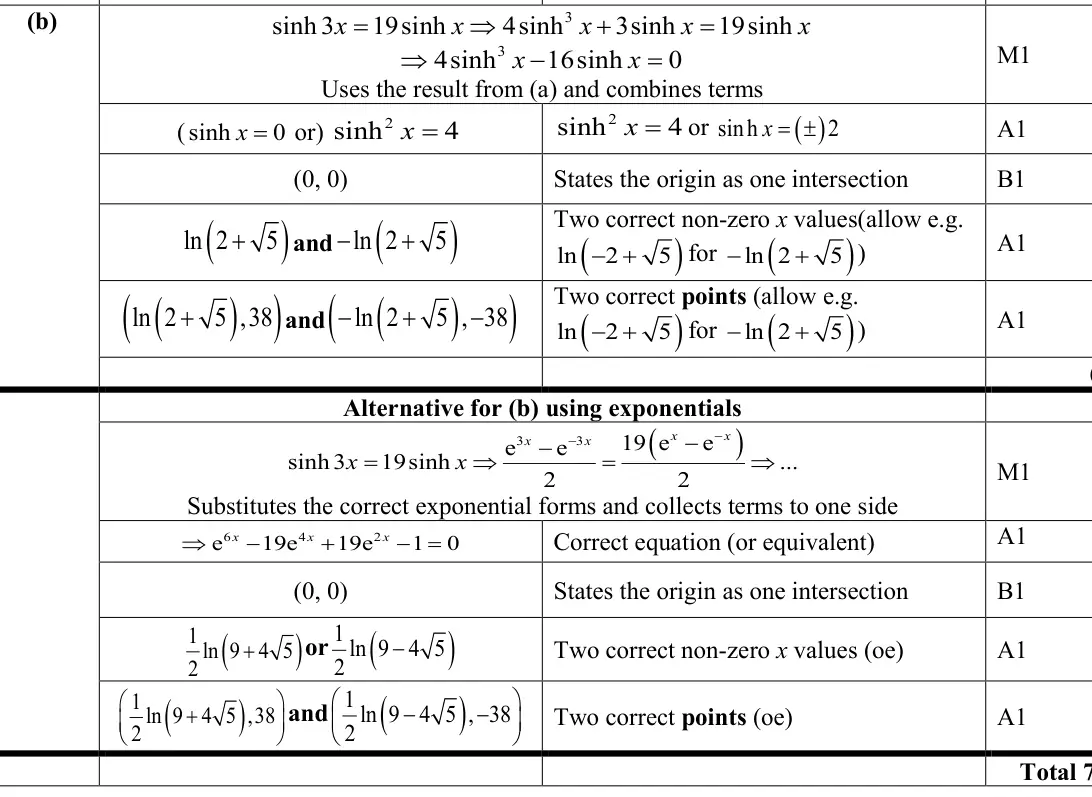 (b)
sinh 3x = 19 sinh x ⇒ 4 sinh³ x + 3 sinh x = 19 sinh x
⇒ 4 sinh³ x − 16 sinh x = 0
Uses the result from (a) and combines terms
M1
( sinh x = 0 or) sinh² x = 4
sinh² x = 4 or sinh x = (±) 2
A1
(0, 0)
States the origin as one intersection
B1
ln(2 + √5) and −ln(2 + √5)
Two correct non-zero x values(allow e.g.
ln(−2 + √5) for −ln(2 + √5))
A1
(ln(2 + √5), 38) and (−ln(2 + √5), −38)
Two correct points (allow e.g.
ln(−2 + √5) for −ln(2 + √5))
A1
Alternative for (b) using exponentials
sinh 3x = 19 sinh x ⇒ (e³ˣ − e⁻³ˣ)/2 = 19(eˣ − e⁻ˣ)/2 ⇒ ...
Substitutes the correct exponential forms and collects terms to one side
M1
⇒ e⁶ˣ − 19e⁴ˣ + 19e²ˣ − 1 = 0
Correct equation (or equivalent)
A1
(0, 0)
States the origin as one intersection
B1
1/2 ln(9 + 4√5) or 1/2 ln(9 − 4√5)
Two correct non-zero x values (oe)
A1
(1/2 ln(9 + 4√5), 38) and (1/2 ln(9 − 4√5), −38)
Two correct points (oe)
A1
Total 7